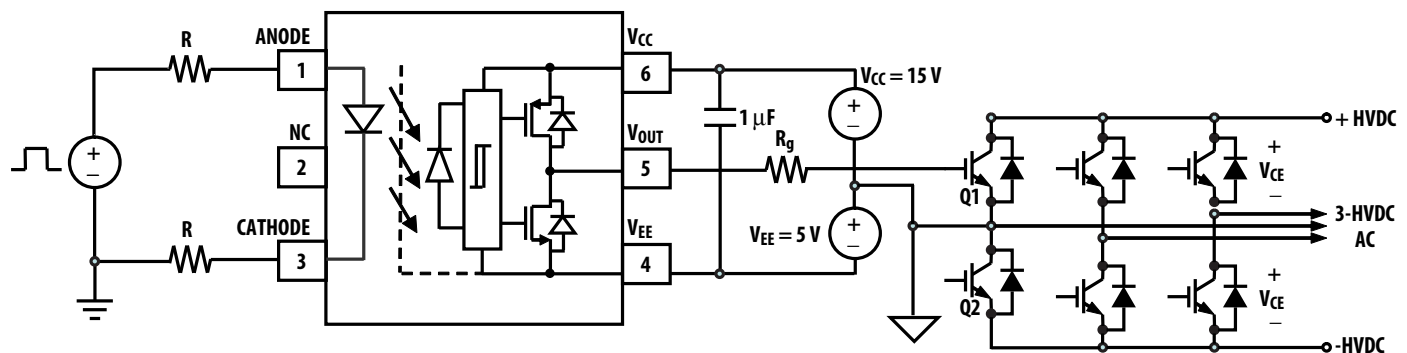 R
ANODE
1
NC
2
R
CATHODE
3
VCC
6
VOUT
5
VEE
4
1 μF
VCC = 15 V
+
−
Rg
+
−
VEE = 5 V
+
−
Q1
Q2
+ HVDC
+
VCE
−
3-HVDC
AC
+
VCE
−
-HVDC